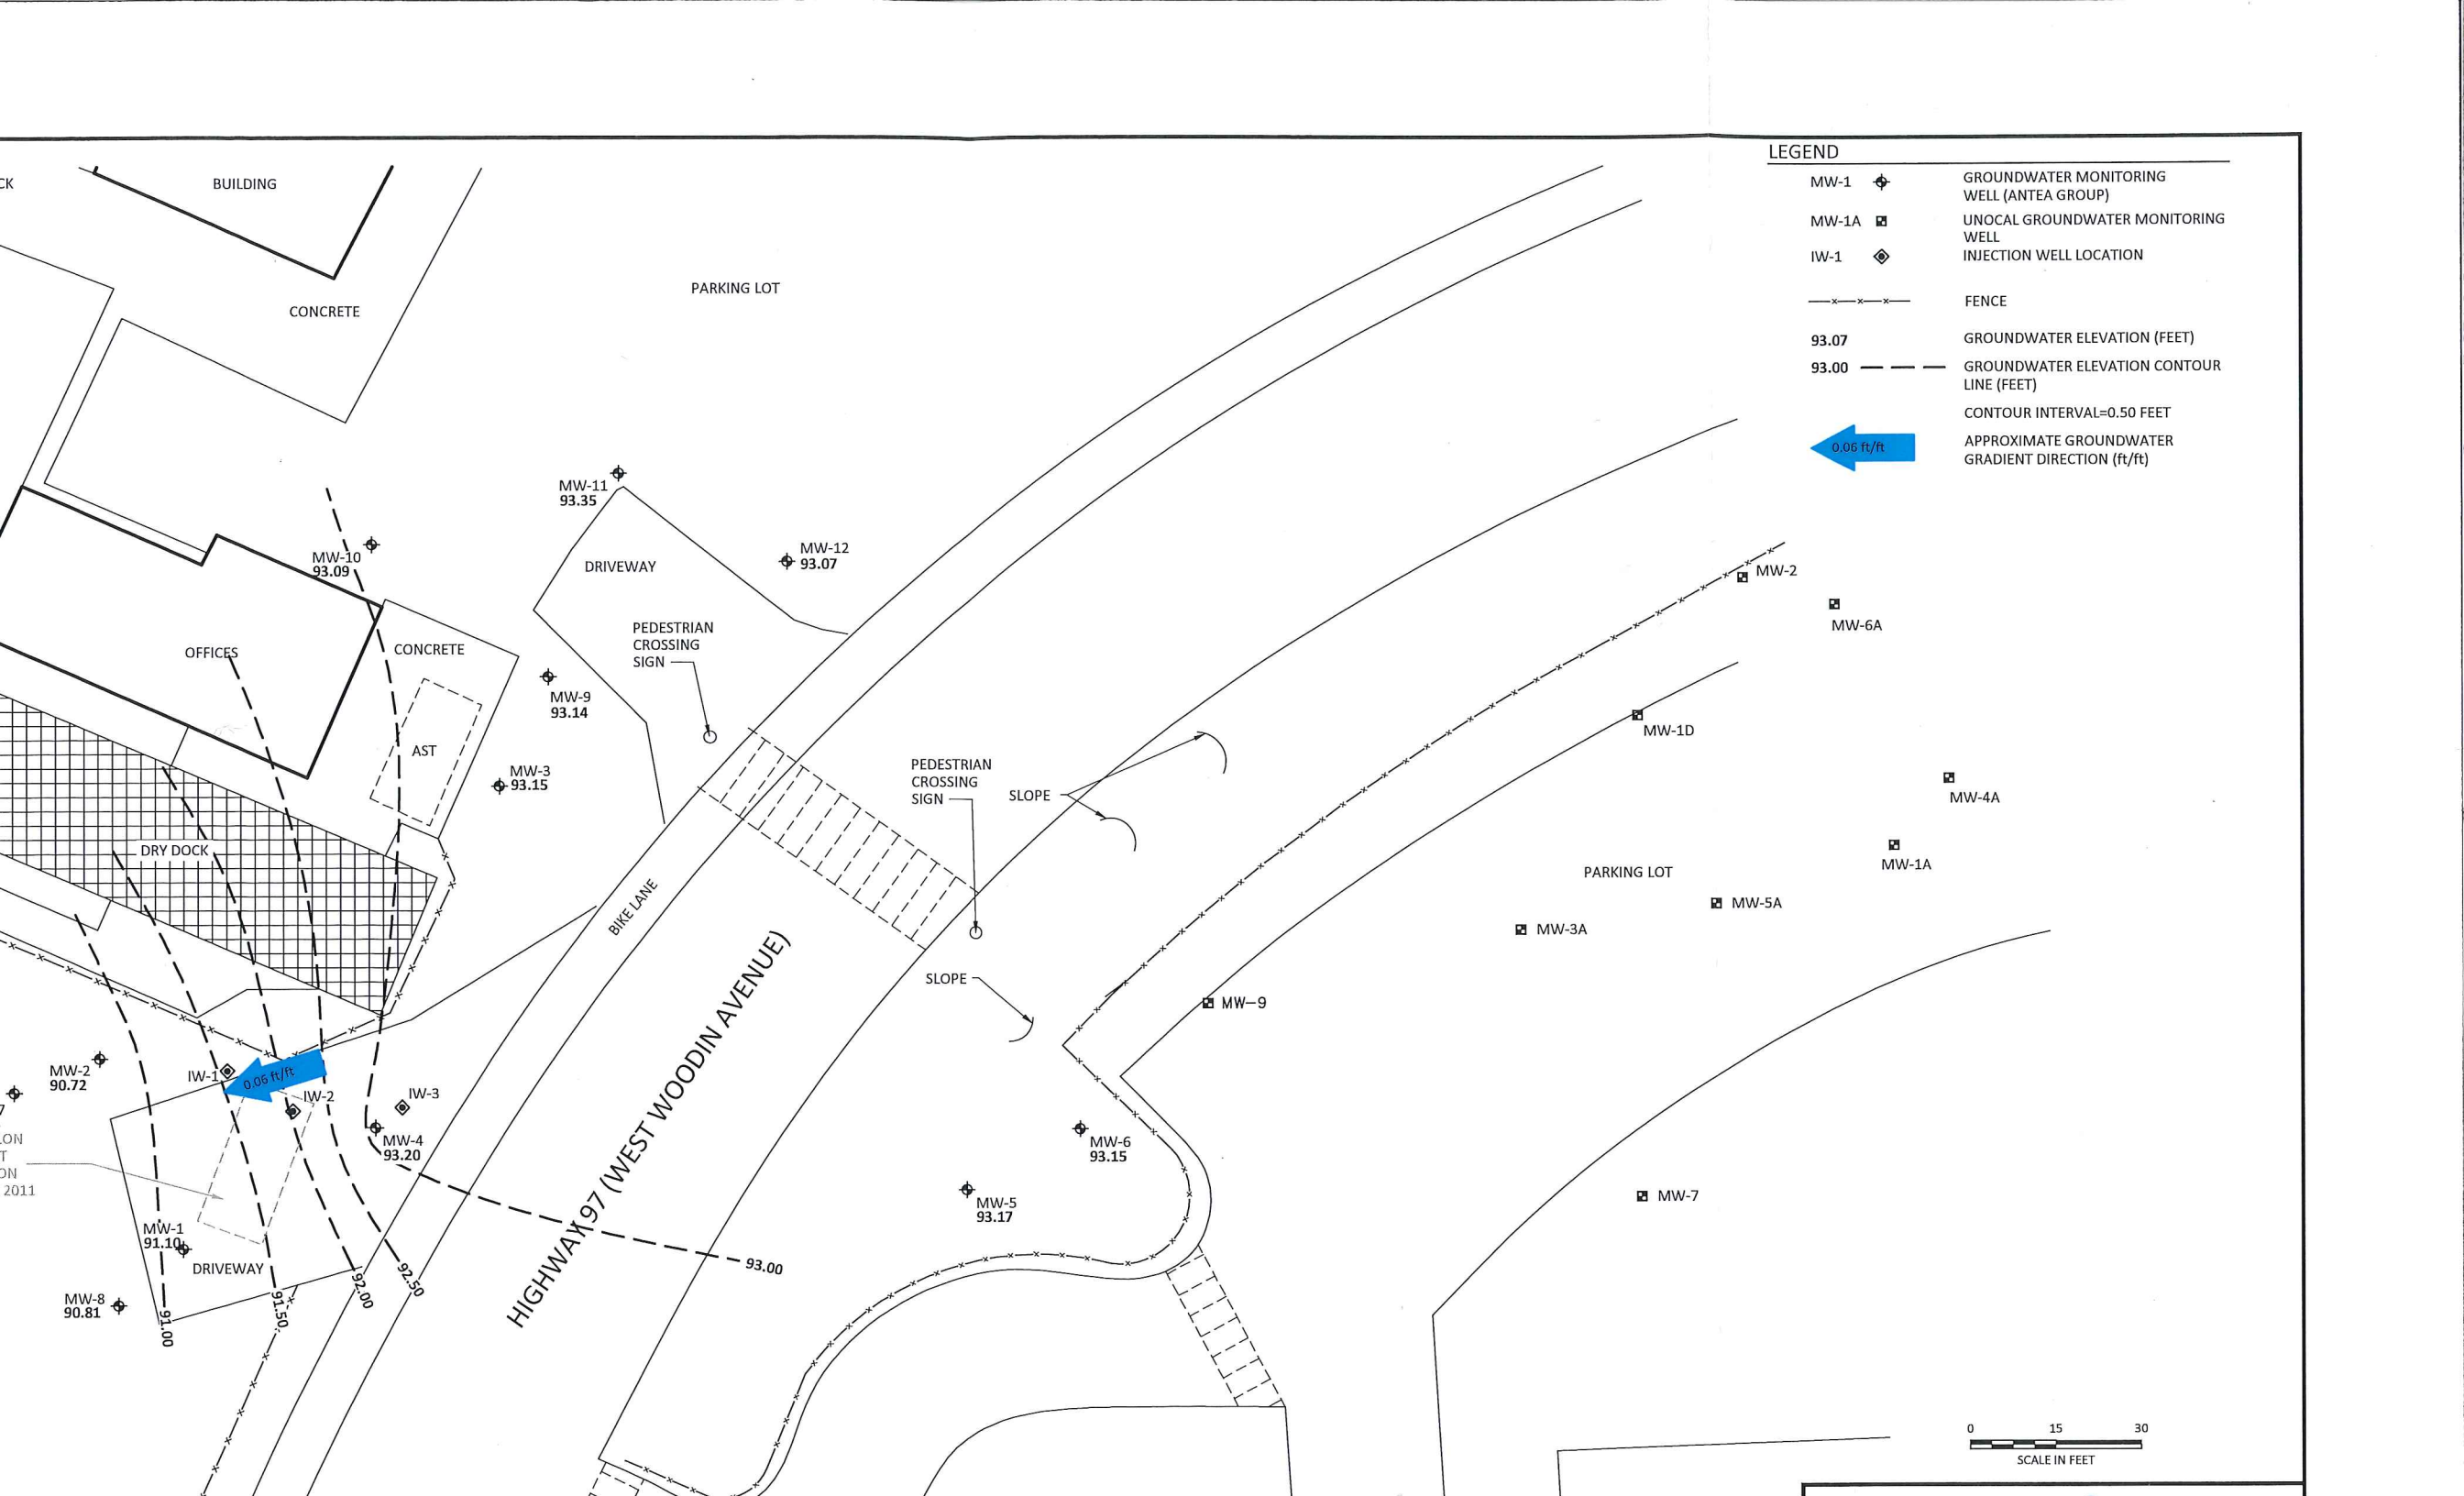 LEGEND
MW-1
GROUNDWATER MONITORING
WELL (ANTEA GROUP)
MW-1A
UNOCAL GROUNDWATER MONITORING
WELL
IW-1
INJECTION WELL LOCATION
FENCE
93.07
GROUNDWATER ELEVATION (FEET)
93.00
GROUNDWATER ELEVATION CONTOUR
LINE (FEET)
CONTOUR INTERVAL=0.50 FEET
0.06 ft/ft
APPROXIMATE GROUNDWATER
GRADIENT DIRECTION (ft/ft)
CK
BUILDING
CONCRETE
PARKING LOT
MW-11
93.35
MW-10
93.09
MW-12
93.07
DRIVEWAY
PEDESTRIAN
CROSSING
SIGN
OFFICES
CONCRETE
MW-9
93.14
AST
MW-3
93.15
DRY DOCK
BIKE LANE
PEDESTRIAN
CROSSING
SIGN
SLOPE
SLOPE
HIGHWAY 97 (WEST WOODIN AVENUE)
MW-2
MW-6A
MW-1D
MW-4A
MW-1A
PARKING LOT
MW-5A
MW-3A
MW-9
MW-7
MW-2
90.72
7
IW-1
0.06 ft/ft
IW-2
IW-3
MW-4
93.20
LON
T
ON
2011
MW-6
93.15
MW-5
93.17
MW-1
91.10
DRIVEWAY
MW-8
90.81
91.00
91.50
92.00
92.50
93.00
0 15 30
SCALE IN FEET